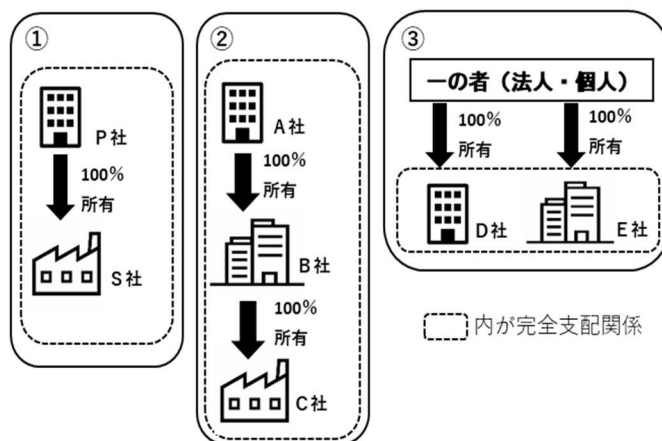 ①
P社
100%
所有
S社
②
A社
100%
所有
B社
100%
所有
C社
③
一の者（法人・個人）
100%
所有
100%
所有
D社
E社
内が完全支配関係